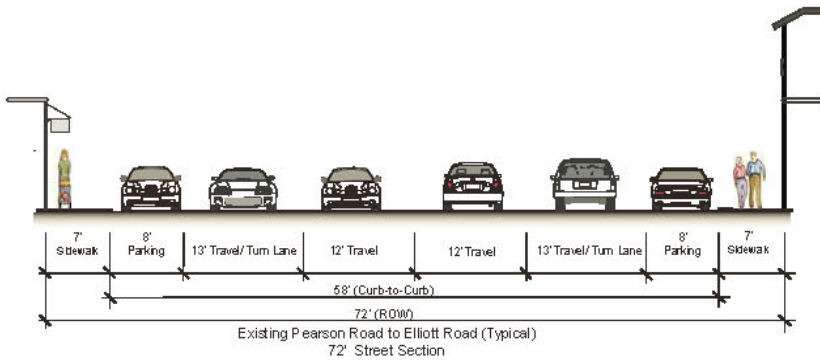 7' 8' 8' 7'
Sidewalk Parking 13' Travel/ Turn Lane 12' Travel 12' Travel 13' Travel/ Turn Lane Parking Sidewalk
58' (Curb-to-Curb)
72' (ROW)
Existing Pearson Road to Elliott Road (Typical)
72' Street Section